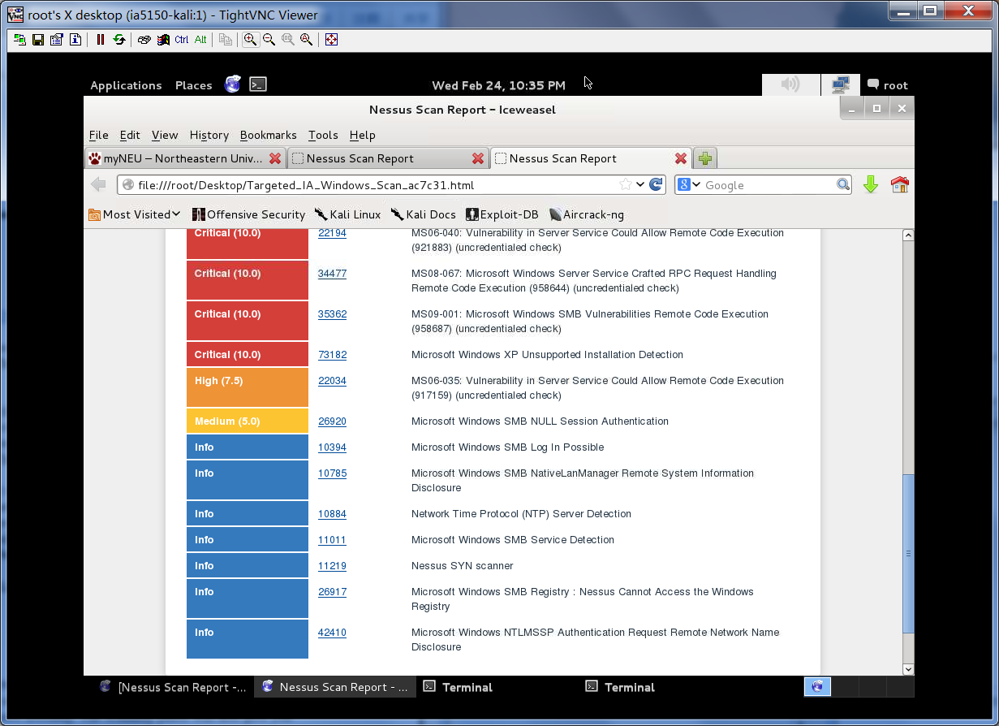 root's X desktop (ia5150-kali:1) - TightVNC Viewer
Ctrl Alt
Applications Places Wed Feb 24, 10:35 PM root
Nessus Scan Report - Iceweasel
File Edit View History Bookmarks Tools Help
myNEU – Northeastern Univ... Nessus Scan Report Nessus Scan Report
file:///root/Desktop/Targeted_IA_Windows_Scan_ac7c31.html Google
Most Visited Offensive Security Kali Linux Kali Docs Exploit-DB Aircrack-ng
Critical (10.0) 22194 MS06-040: Vulnerability in Server Service Could Allow Remote Code Execution
(921883) (uncredentialed check)
Critical (10.0) 34477 MS08-067: Microsoft Windows Server Service Crafted RPC Request Handling
Remote Code Execution (958644) (uncredentialed check)
Critical (10.0) 35362 MS09-001: Microsoft Windows SMB Vulnerabilities Remote Code Execution
(958687) (uncredentialed check)
Critical (10.0) 73182 Microsoft Windows XP Unsupported Installation Detection
High (7.5) 22034 MS06-035: Vulnerability in Server Service Could Allow Remote Code Execution
(917159) (uncredentialed check)
Medium (5.0) 26920 Microsoft Windows SMB NULL Session Authentication
Info 10394 Microsoft Windows SMB Log In Possible
Info 10785 Microsoft Windows SMB NativeLanManager Remote System Information
Disclosure
Info 10884 Network Time Protocol (NTP) Server Detection
Info 11011 Microsoft Windows SMB Service Detection
Info 11219 Nessus SYN scanner
Info 26917 Microsoft Windows SMB Registry : Nessus Cannot Access the Windows
Registry
Info 42410 Microsoft Windows NTLMSSP Authentication Request Remote Network Name
Disclosure
[Nessus Scan Report -... Nessus Scan Report - ... Terminal Terminal